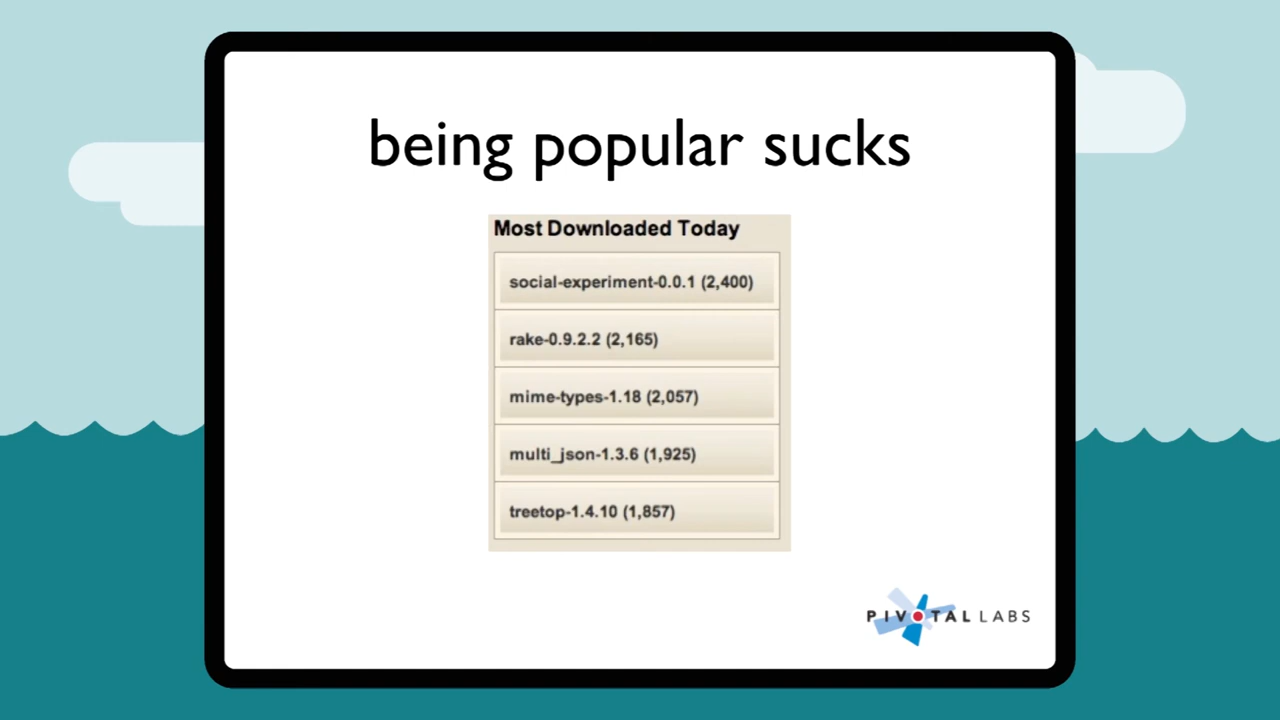 being popular sucks
Most Downloaded Today
social-experiment-0.0.1 (2,400)
rake-0.9.2.2 (2,165)
mime-types-1.18 (2,057)
multi_json-1.3.6 (1,925)
treetop-1.4.10 (1,857)
PIVOTAL LABS